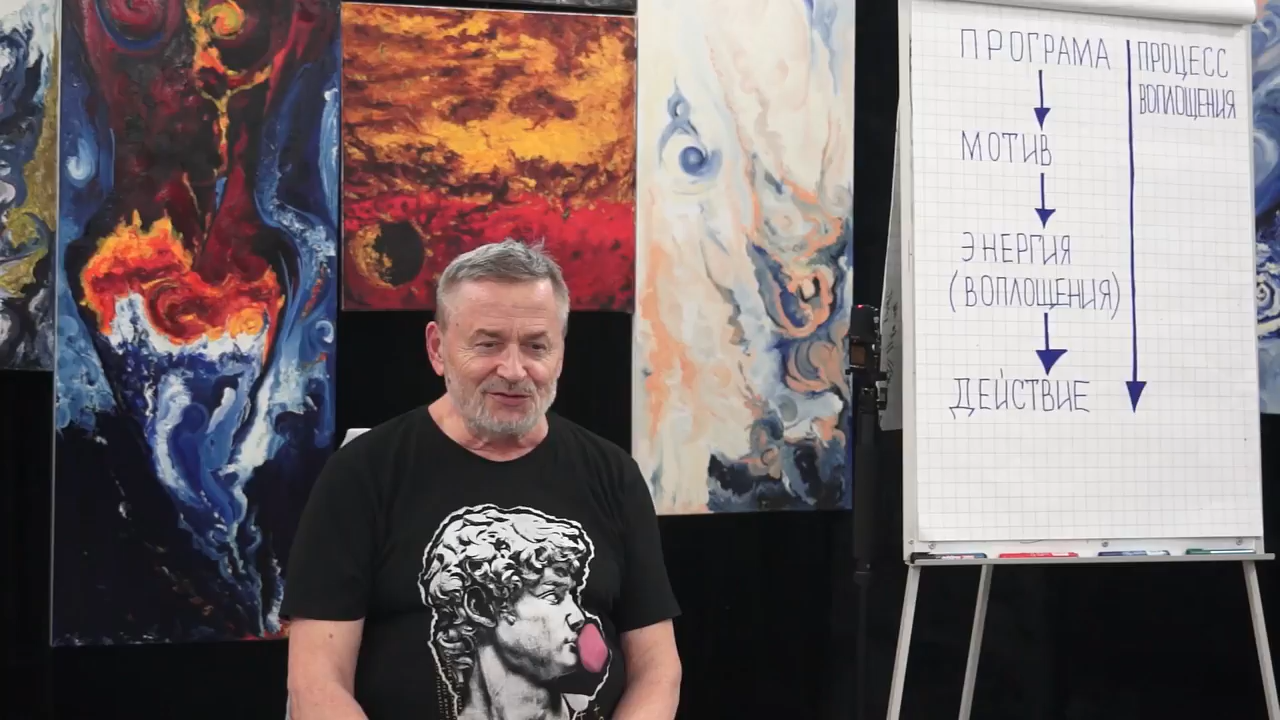 ПРОГРАМА
МОТИВ
ЭНЕРГИЯ
(ВОПЛОЩЕНИЯ)
ДЕЙСТВИЕ
ПРОЦЕСС
ВОПЛОЩЕНИЯ